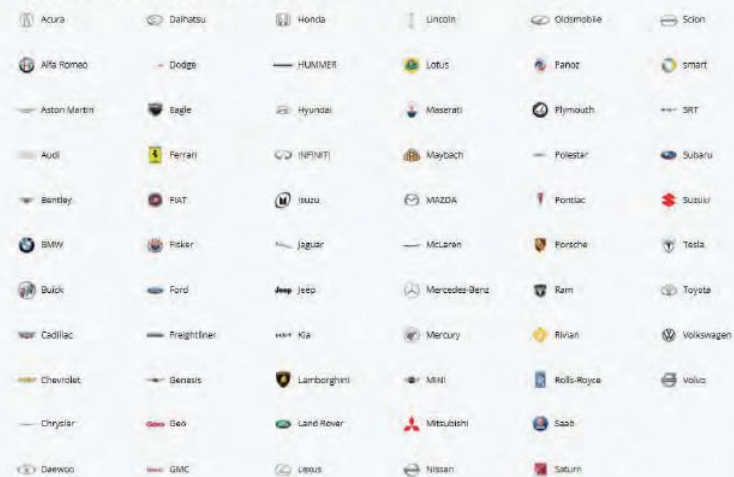 Acura
Daihatsu
Honda
Lincoln
Oldsmobile
Scion
Alfa Romeo
Dodge
HUMMER
Lotus
Panoz
smart
Aston Martin
Eagle
Hyundai
Maserati
Plymouth
SRT
Audi
Ferrari
INFINITI
Maybach
Polestar
Subaru
Bentley
FIAT
Isuzu
MAZDA
Pontiac
Suzuki
BMW
Fisker
Jaguar
McLaren
Porsche
Tesla
Buick
Ford
Jeep
Jeep
Mercedes-Benz
Ram
Toyota
Cadillac
Freightliner
Kia
Mercury
Rivian
Volkswagen
Chevrolet
Genesis
Lamborghini
MINI
Rolls-Royce
Volvo
Chrysler
Geo
Geo
Land Rover
Mitsubishi
Saab
Daewoo
GMC
GMC
Lexus
Nissan
Saturn